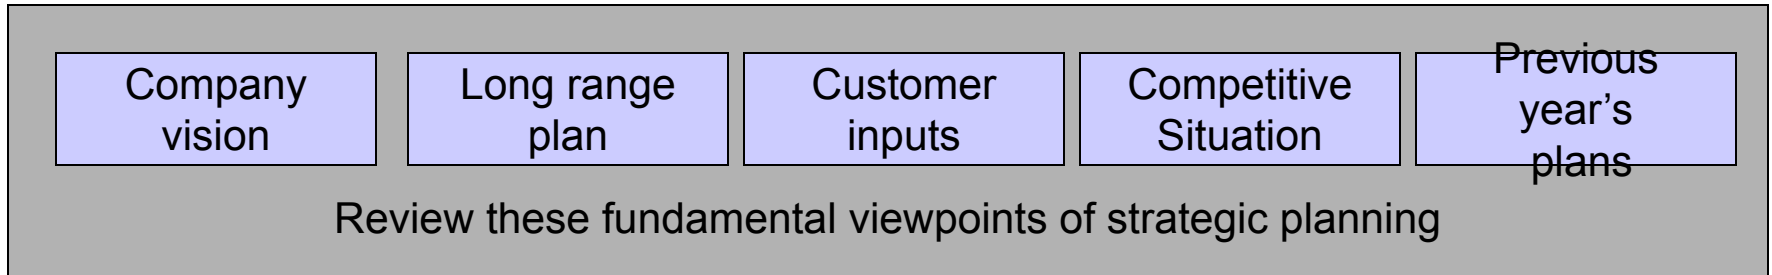 Company
vision
Long range
plan
Customer
inputs
Competitive
Situation
Previous
year’s
plans
Review these fundamental viewpoints of strategic planning